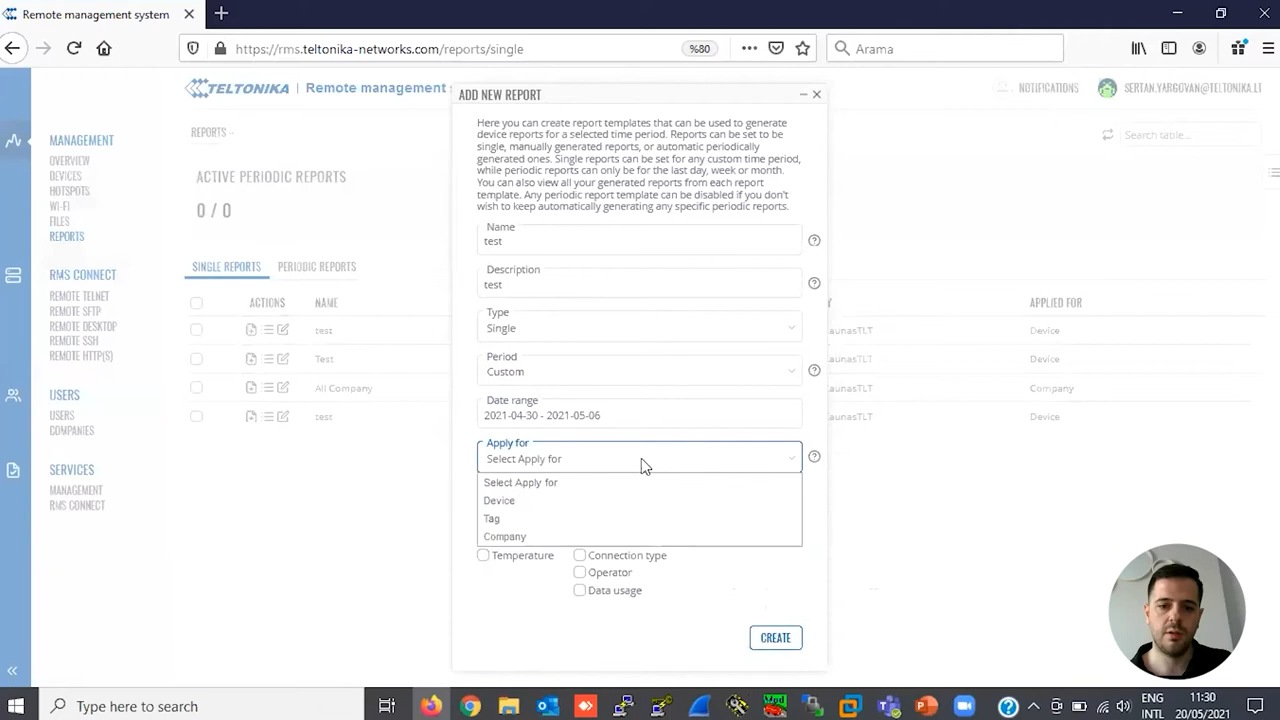 Remote management system
https://rms.teltonika-networks.com/reports/single
%80
Arama
TELTONIKA | Remote management s
NOTIFICATIONS
SERTAN.YARGOVAN@TELTONIKA.LT
MANAGEMENT
OVERVIEW
DEVICES
HOTSPOTS
WI-FI
FILES
REPORTS
RMS CONNECT
REMOTE TELNET
REMOTE SFTP
REMOTE DESKTOP
REMOTE SSH
REMOTE HTTP(S)
USERS
USERS
COMPANIES
SERVICES
MANAGEMENT
RMS CONNECT
REPORTS
Search table...
ACTIVE PERIODIC REPORTS
0 / 0
SINGLE REPORTS
PERIODIC REPORTS
ACTIONS NAME Y APPLIED FOR
test aunasTLT Device
Test aunasTLT Device
All Company aunasTLT Company
test aunasTLT Device
ADD NEW REPORT
Here you can create report templates that can be used to generate
device reports for a selected time period. Reports can be set to be
single, manually generated reports, or automatic periodically
generated ones. Single reports can be set for any custom time period,
while periodic reports can only be for the last day, week or month.
You can also view all your generated reports from each report
template. Any periodic report template can be disabled if you don't
wish to keep automatically generating any specific periodic reports.
Name
test
Description
test
Type
Single
Period
Custom
Date range
2021-04-30 - 2021-05-06
Apply for
Select Apply for
Select Apply for
Device
Tag
Company
Temperature
Connection type
Operator
Data usage
CREATE
Type here to search
ENG
INTL
11:30
20/05/2021